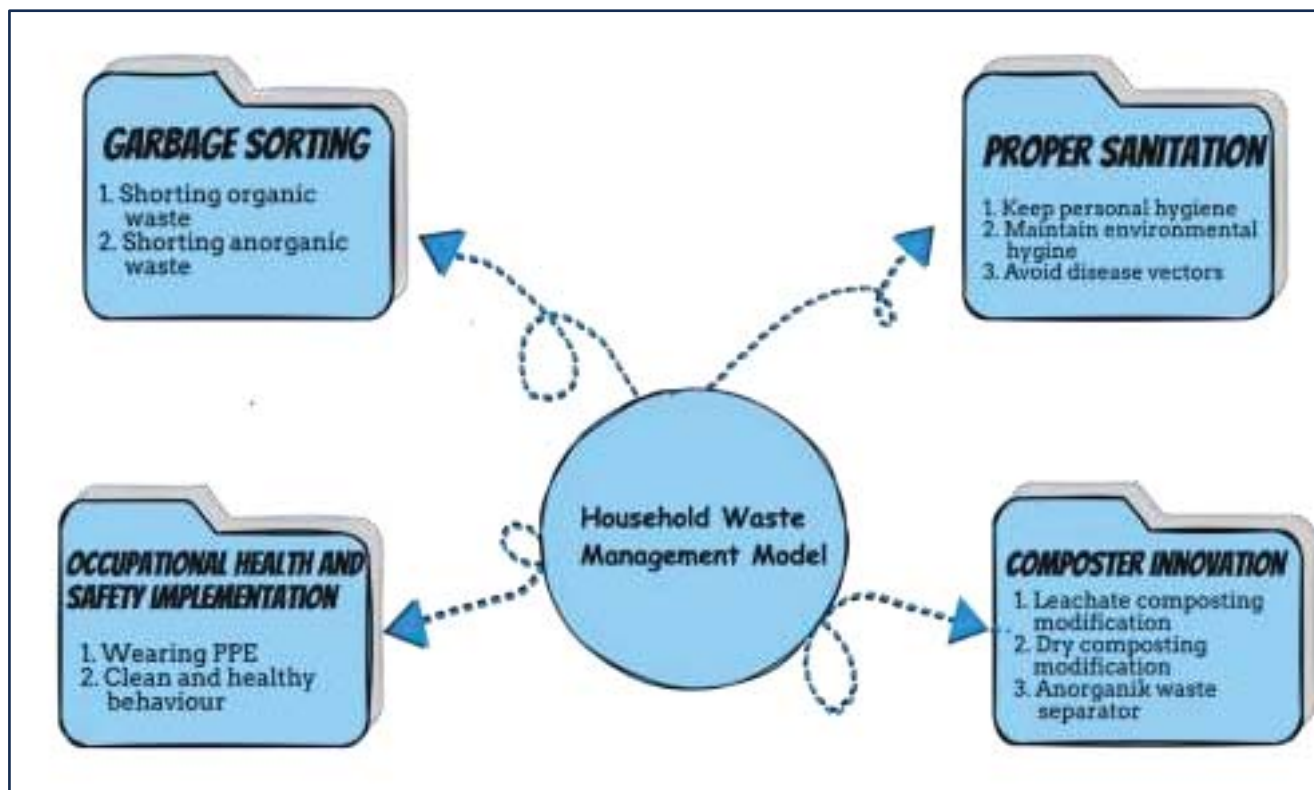 GARBAGE SORTING
1. Shorting organic
waste
2. Shorting anorganic
waste
PROPER SANITATION
1. Keep personal hygiene
2. Maintain environmental
hygine
3. Avoid disease vectors
Household Waste
Management Model
OCCUPATIONAL HEALTH AND
SAFETY IMPLEMENTATION
1. Wearing PPE
2. Clean and healthy
behaviour
COMPOSTER INNOVATION
1. Leachate composting
modification
2. Dry composting
modification
3. Anorganik waste
separator